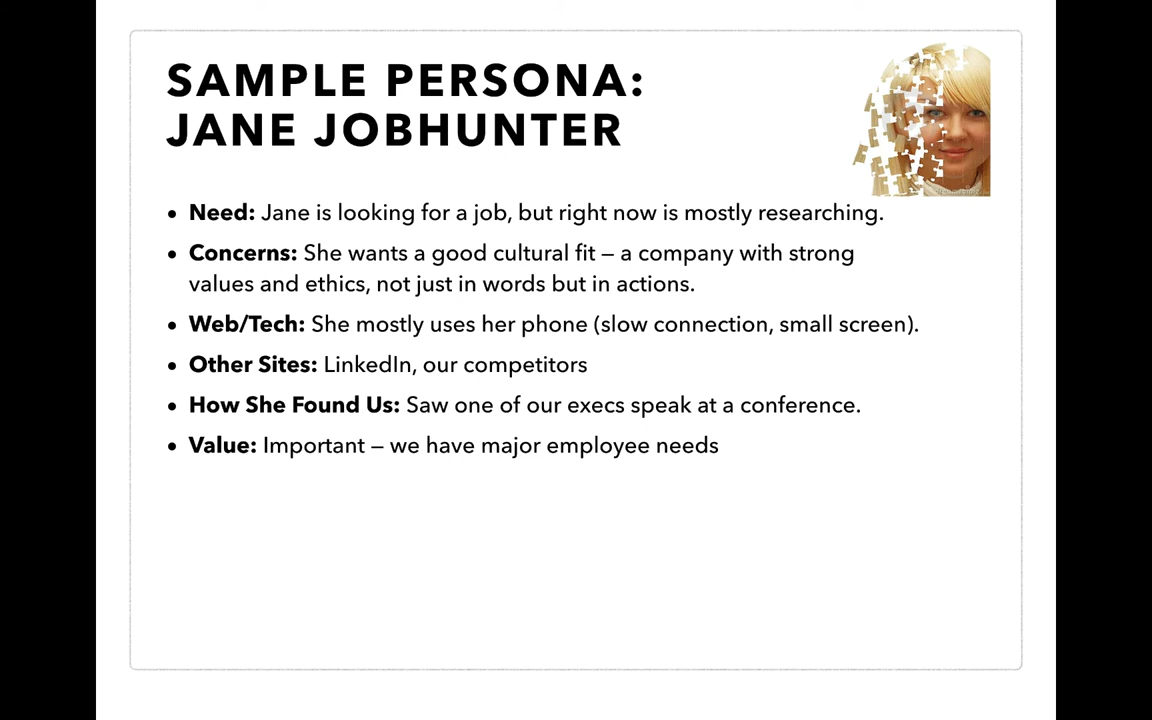 SAMPLE PERSONA:
JANE JOBHUNTER
• Need: Jane is looking for a job, but right now is mostly researching.
• Concerns: She wants a good cultural fit – a company with strong
values and ethics, not just in words but in actions.
• Web/Tech: She mostly uses her phone (slow connection, small screen).
• Other Sites: LinkedIn, our competitors
• How She Found Us: Saw one of our execs speak at a conference.
• Value: Important – we have major employee needs